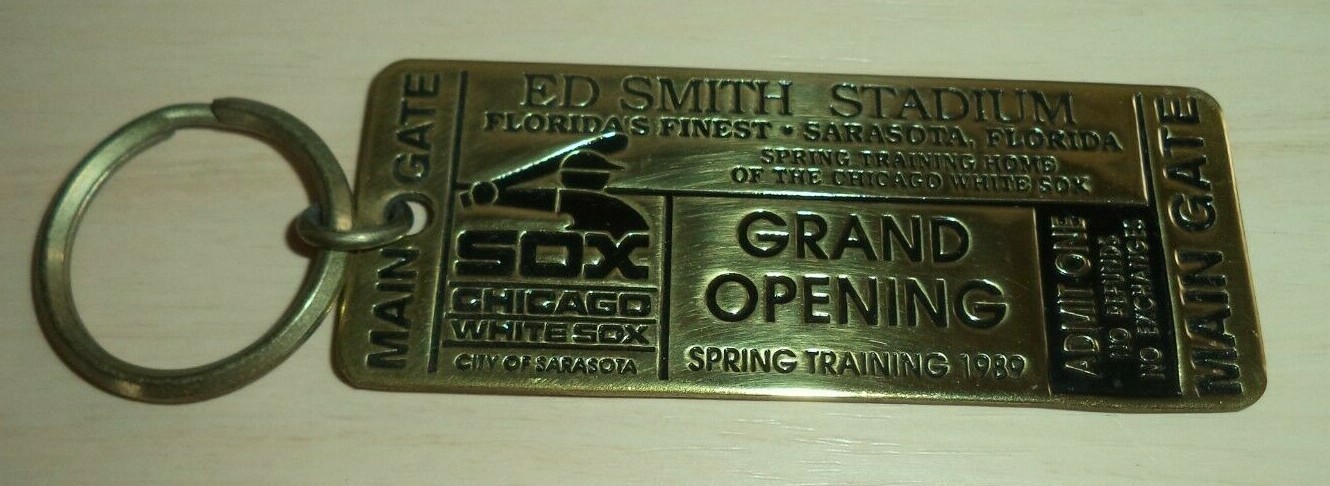 MAIN GATE
ED SMITH STADIUM
FLORIDA'S FINEST • SARASOTA, FLORIDA
SPRING TRAINING HOME
OF THE CHICAGO WHITE SOX
SOX
CHICAGO
WHITE SOX
CITY OF SARASOTA
GRAND
OPENING
SPRING TRAINING 1989
ADMIT ONE
NO REFUNDS
NO EXCHANGES
MAIN GATE